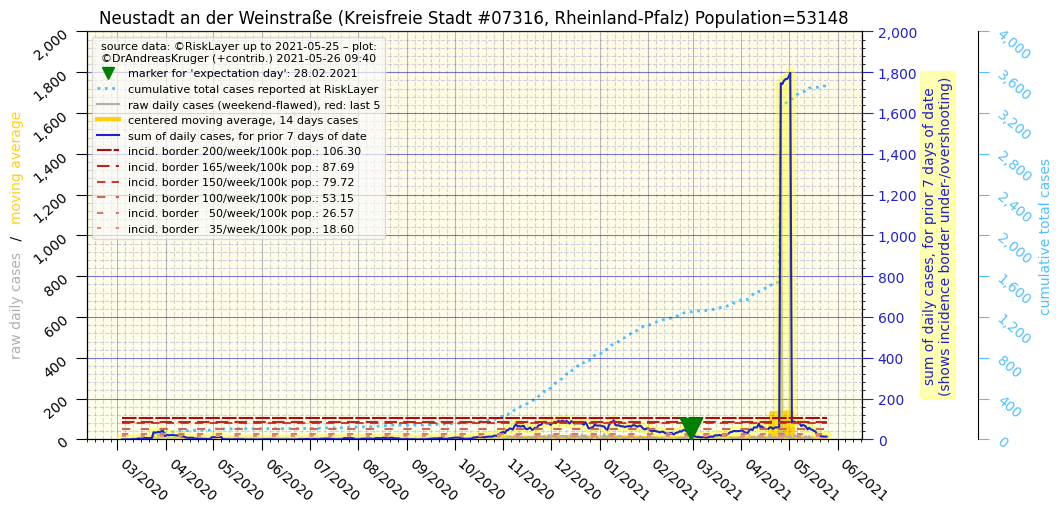 Neustadt an der Weinstraße (Kreisfreie Stadt #07316, Rheinland-Pfalz) Population=53148
source data: ©RiskLayer up to 2021-05-25 – plot:
©DrAndreasKruger (+contrib.) 2021-05-26 09:40
marker for 'expectation day': 28.02.2021
cumulative total cases reported at RiskLayer
raw daily cases (weekend-flawed), red: last 5
centered moving average, 14 days cases
sum of daily cases, for prior 7 days of date
incid. border 200/week/100k pop.: 106.30
incid. border 165/week/100k pop.: 87.69
incid. border 150/week/100k pop.: 79.72
incid. border 100/week/100k pop.: 53.15
incid. border 50/week/100k pop.: 26.57
incid. border 35/week/100k pop.: 18.60
raw daily cases / moving average
2,000
1,800
1,600
1,400
1,200
1,000
800
600
400
200
0
03/2020
04/2020
05/2020
06/2020
07/2020
08/2020
09/2020
10/2020
11/2020
12/2020
01/2021
02/2021
03/2021
04/2021
05/2021
06/2021
2,000
1,800
1,600
1,400
1,200
1,000
800
600
400
200
0
sum of daily cases, for prior 7 days of date
(shows incidence border under-/overshooting)
4,000
3,600
3,200
2,800
2,400
2,000
1,600
1,200
800
400
0
cumulative total cases